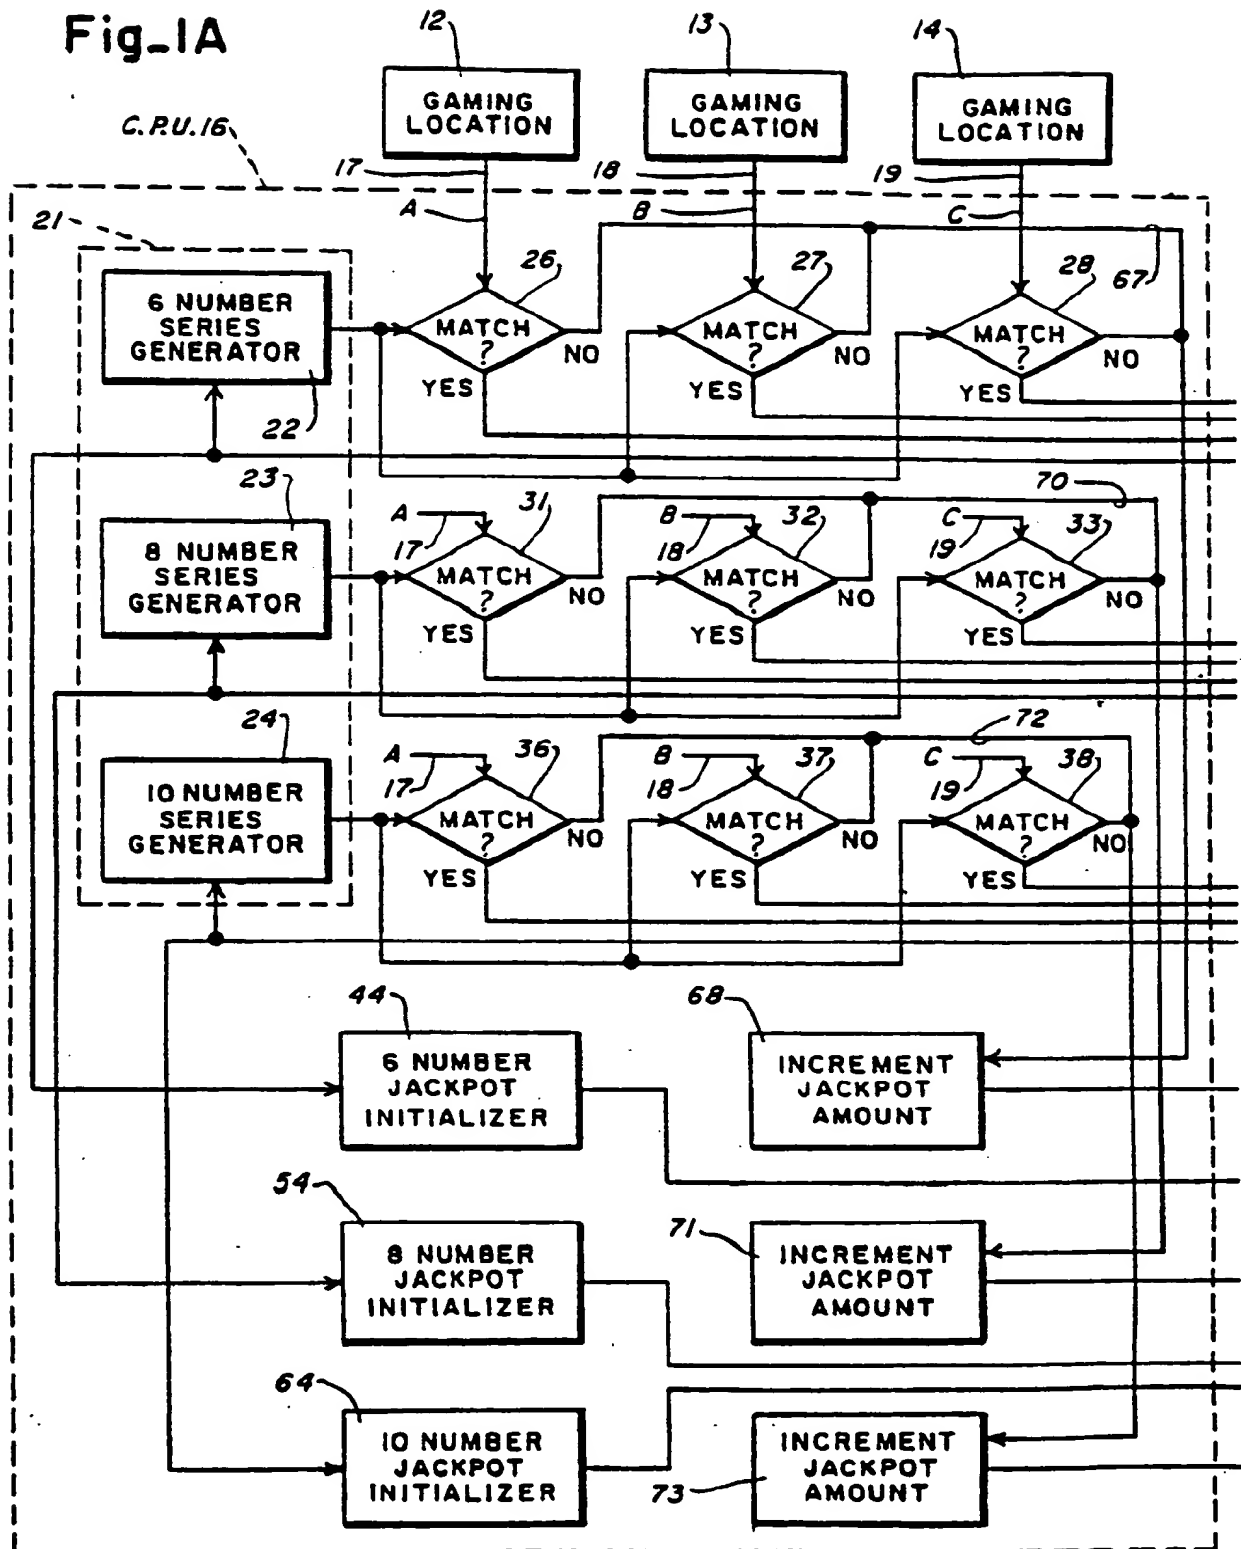 Fig_1A
12
13
14
GAMING
LOCATION
GAMING
LOCATION
GAMING
LOCATION
C.P.U.16
17
18
19
A
B
C
21
6 NUMBER
SERIES
GENERATOR
22
26
MATCH
?
NO
YES
27
MATCH
?
NO
YES
28
MATCH
?
NO
YES
67
23
8 NUMBER
SERIES
GENERATOR
A
17
31
MATCH
?
NO
YES
B
18
32
MATCH
?
NO
YES
C
19
33
MATCH
?
NO
YES
70
24
10 NUMBER
SERIES
GENERATOR
A
17
36
MATCH
?
NO
YES
B
18
37
MATCH
?
NO
YES
C
19
38
MATCH
?
NO
YES
72
44
6 NUMBER
JACKPOT
INITIALIZER
68
INCREMENT
JACKPOT
AMOUNT
54
8 NUMBER
JACKPOT
INITIALIZER
71
INCREMENT
JACKPOT
AMOUNT
64
10 NUMBER
JACKPOT
INITIALIZER
73
INCREMENT
JACKPOT
AMOUNT